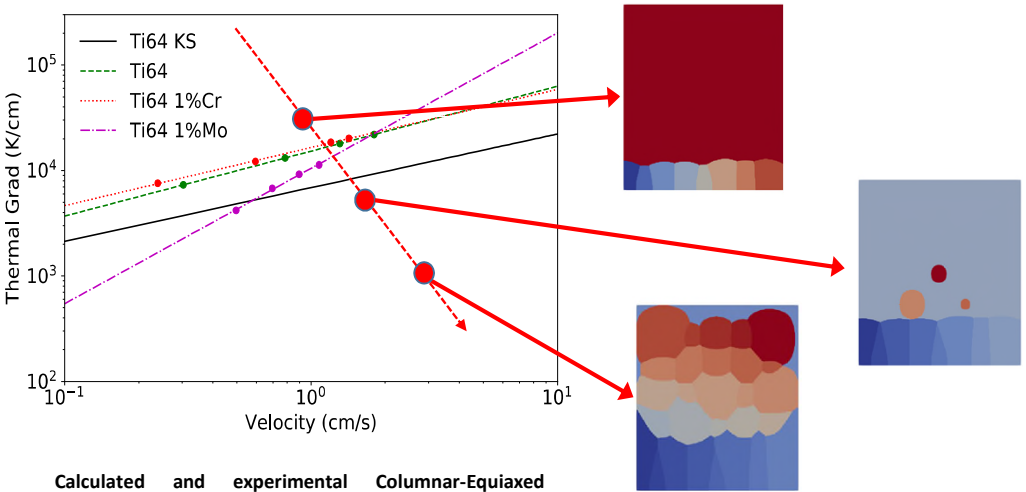 Ti64 KS
Ti64
Ti64 1%Cr
Ti64 1%Mo
Thermal Grad (K/cm)
10^5
10^4
10^3
10^2
10^-1
10^0
10^1
Velocity (cm/s)
Calculated and experimental Columnar-Equiaxed